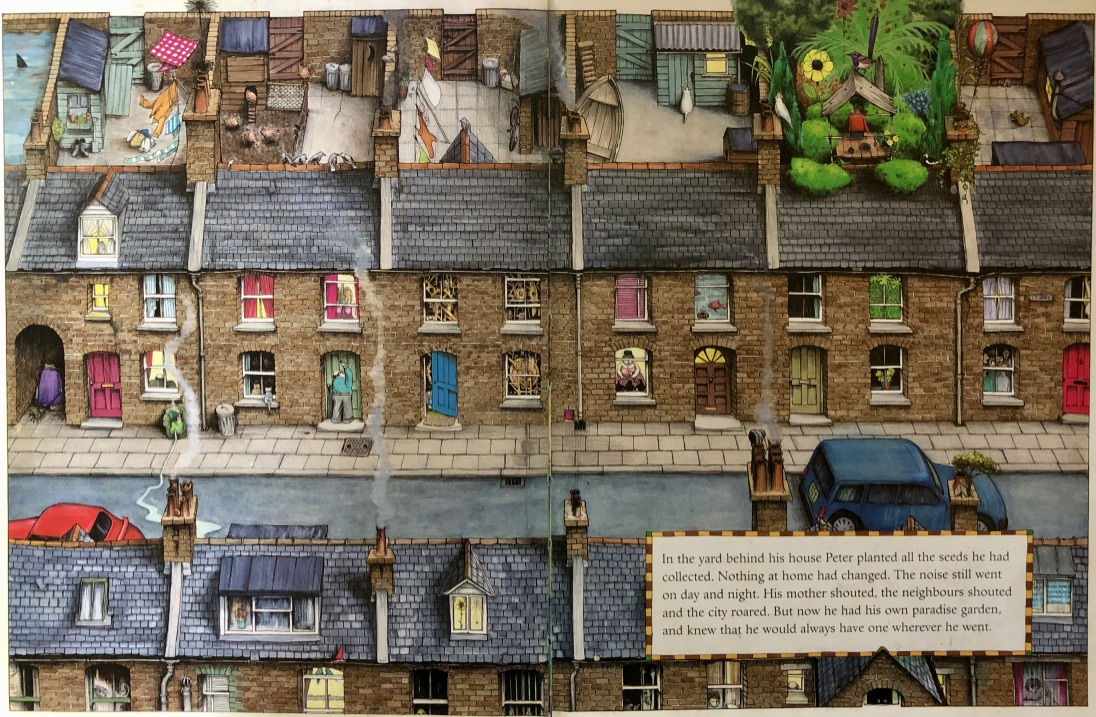 In the yard behind his house Peter planted all the seeds he had
collected. Nothing at home had changed. The noise still went
on day and night. His mother shouted, the neighbours shouted
and the city roared. But now he had his own paradise garden,
and knew that he would always have one wherever he went.